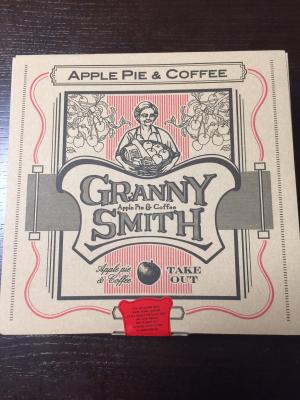 APPLE PIE & COFFEE
GRANNY
Apple Pie & Coffee
SMITH
Apple pie
& Coffee
TAKE
OUT